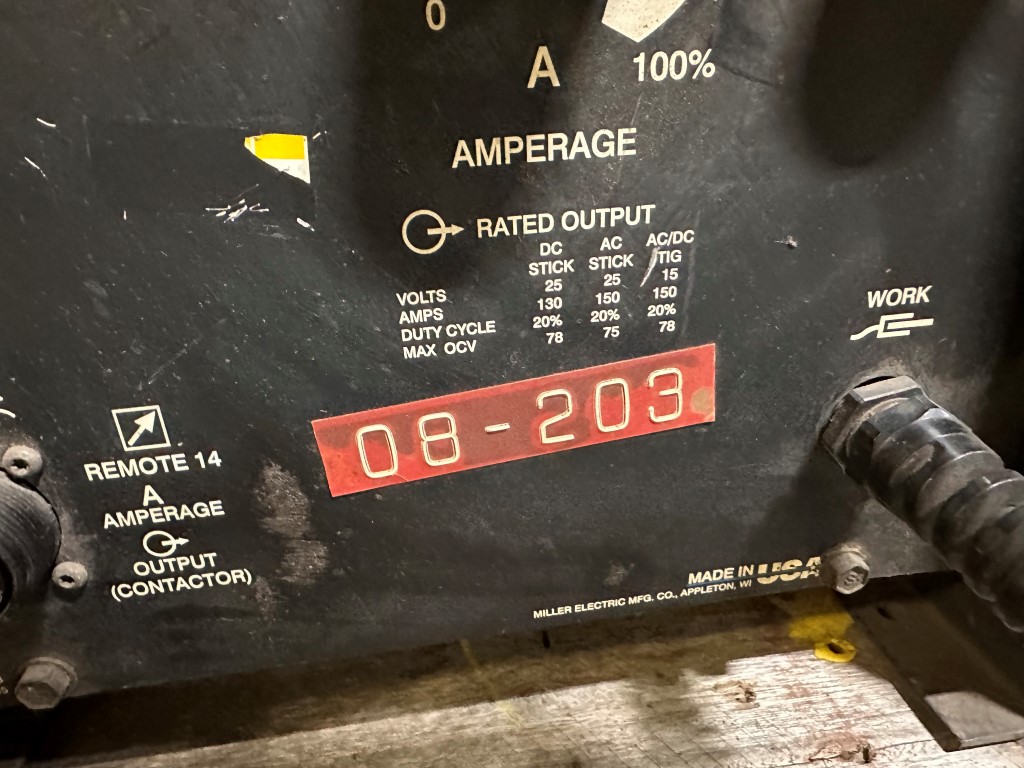 0
A 100%
AMPERAGE
RATED OUTPUT
DC AC AC/DC
STICK STICK TIG
VOLTS 25 25 15
AMPS 130 150 150
DUTY CYCLE 20% 20% 20%
MAX OCV 78 75 78
WORK
08-203
REMOTE 14
A
AMPERAGE
OUTPUT
(CONTACTOR)
MADE IN USA
MILLER ELECTRIC MFG. CO., APPLETON, WI